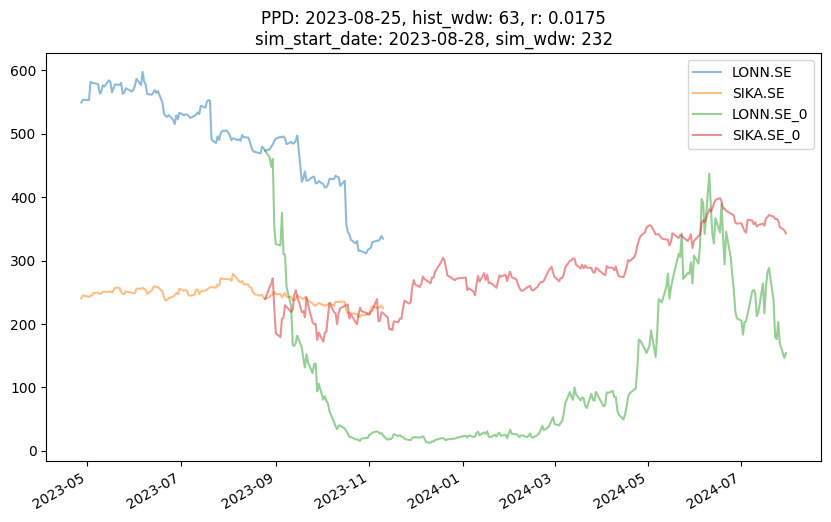 PPD: 2023-08-25, hist_wdw: 63, r: 0.0175
sim_start_date: 2023-08-28, sim_wdw: 232
LONN.SE
SIKA.SE
LONN.SE_0
SIKA.SE_0
600
500
400
300
200
100
0
2023-05
2023-07
2023-09
2023-11
2024-01
2024-03
2024-05
2024-07